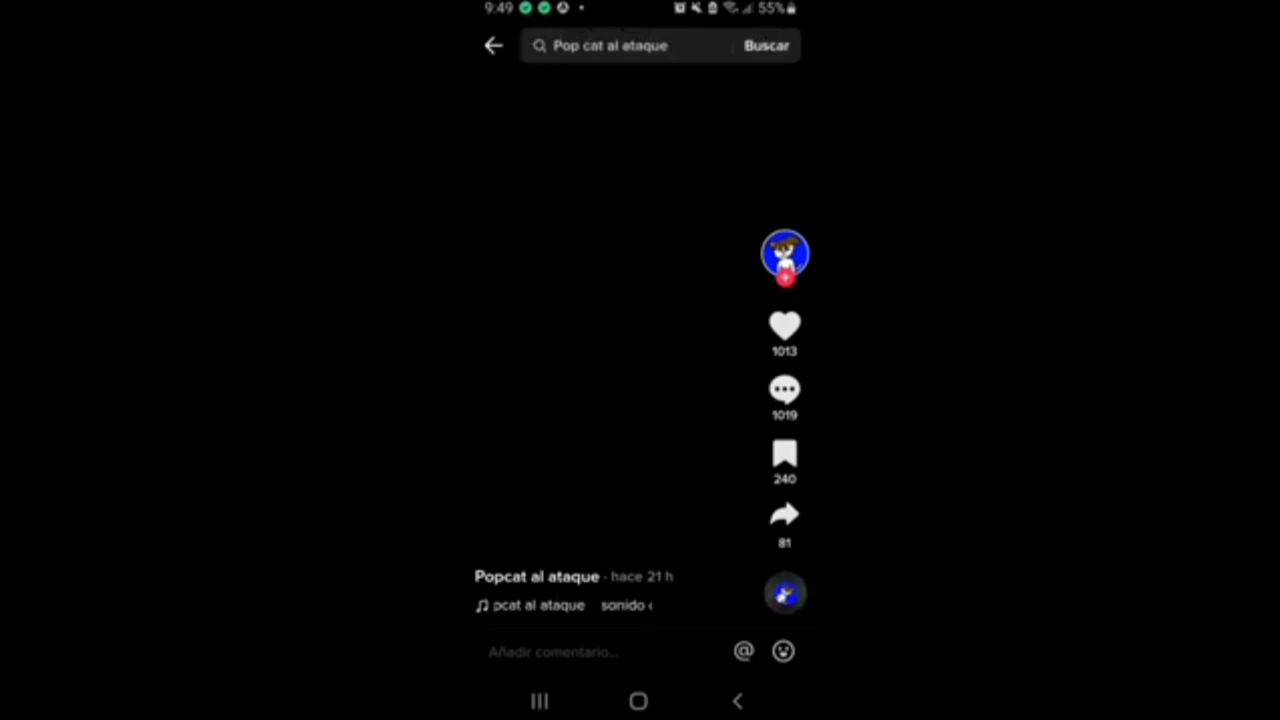 9:49 55%
Pop cat al ataque Buscar
1013
1019
240
81
Popcat al ataque · hace 21 h
pcat al ataque sonido
Añadir comentario...